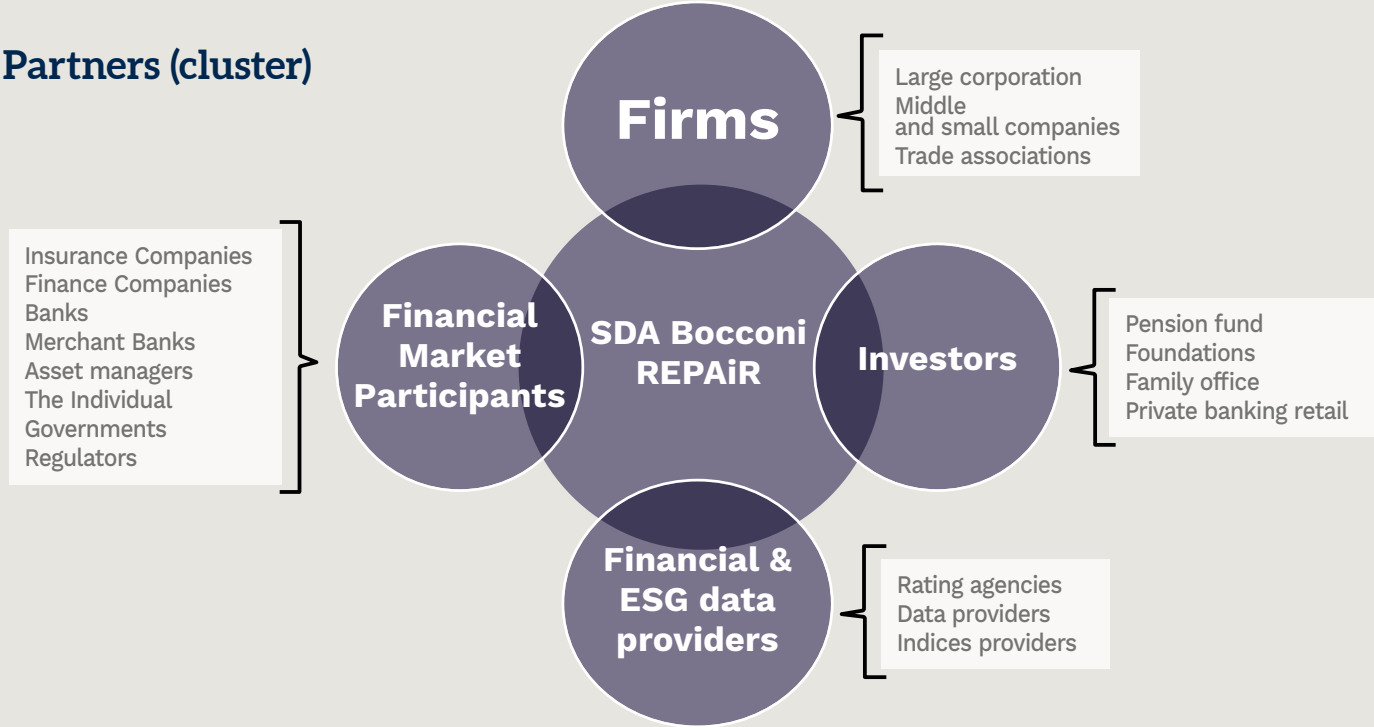 Partners (cluster)
Firms
Large corporation
Middle
and small companies
Trade associations
Insurance Companies
Finance Companies
Banks
Merchant Banks
Asset managers
The Individual
Governments
Regulators
Financial
Market
Participants
SDA Bocconi
REPAiR
Investors
Pension fund
Foundations
Family office
Private banking retail
Financial &
ESG data
providers
Rating agencies
Data providers
Indices providers